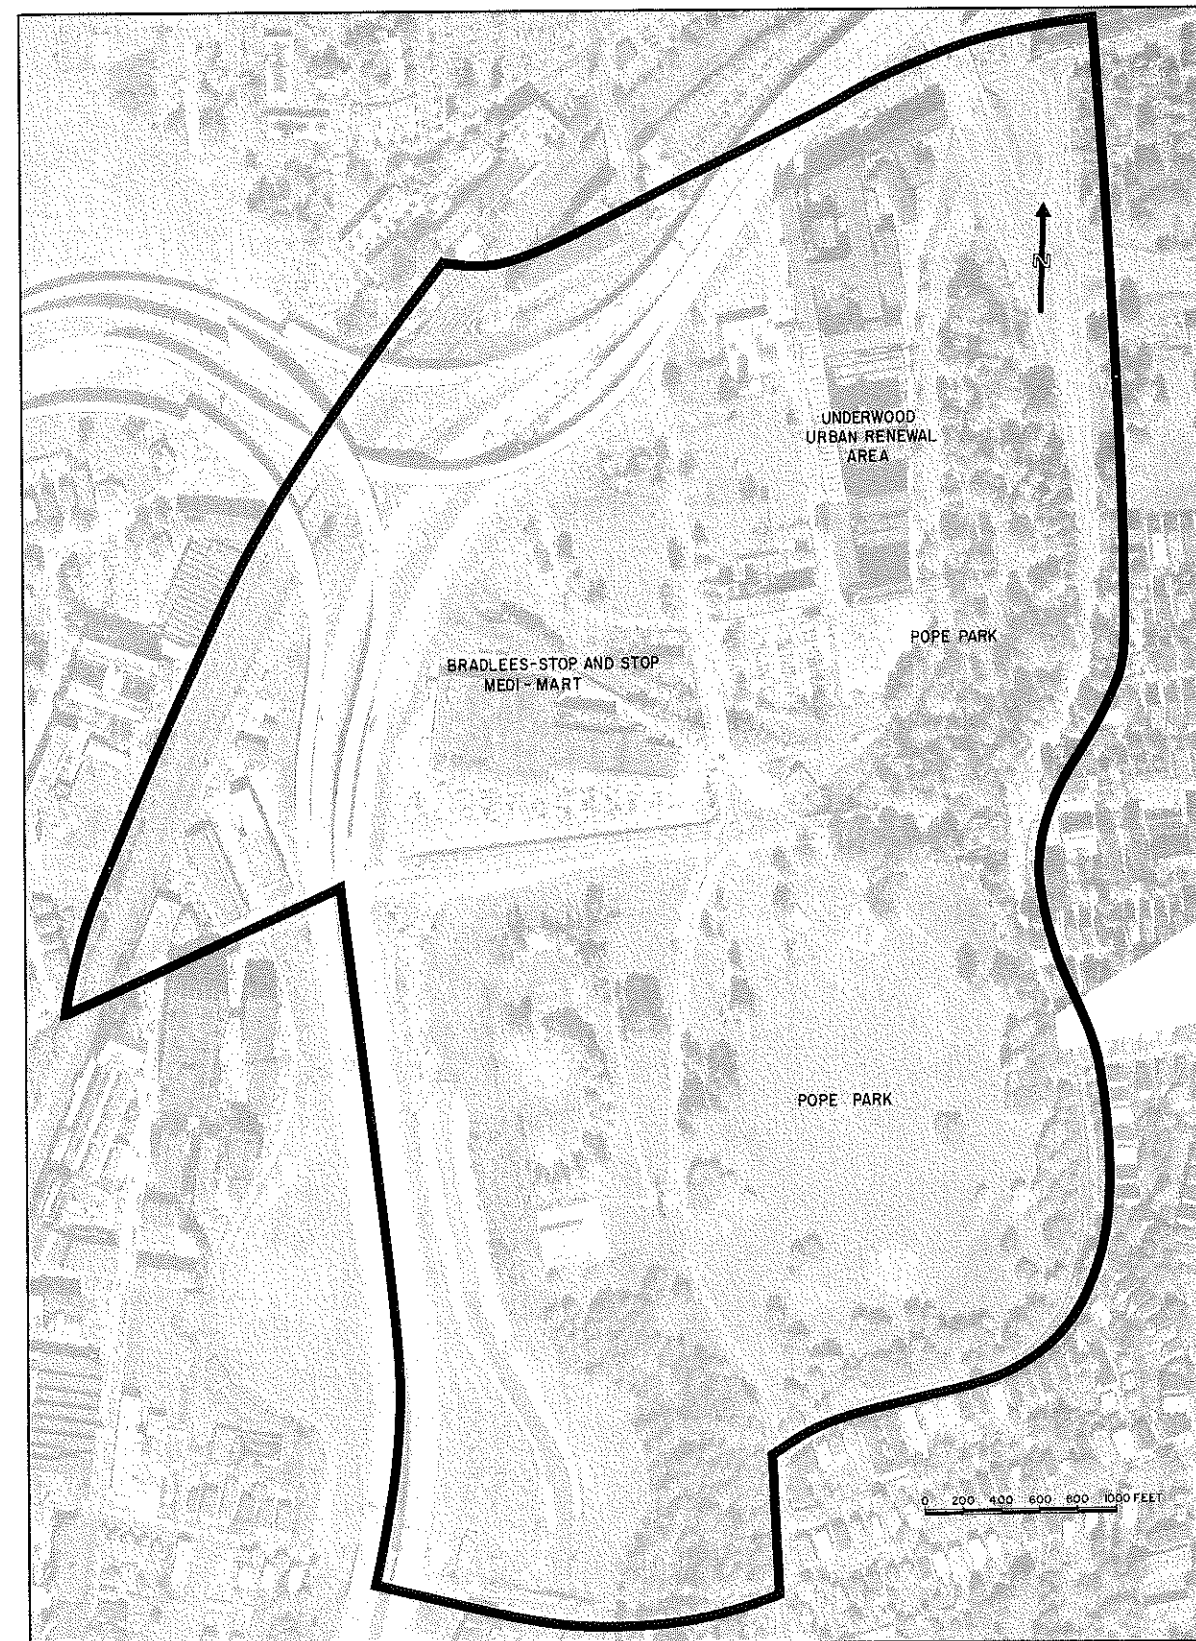 N
UNDERWOOD
URBAN RENEWAL
AREA
POPE PARK
BRADLEES-STOP AND STOP
MEDI-MART
POPE PARK
0 200 400 600 800 1000 FEET